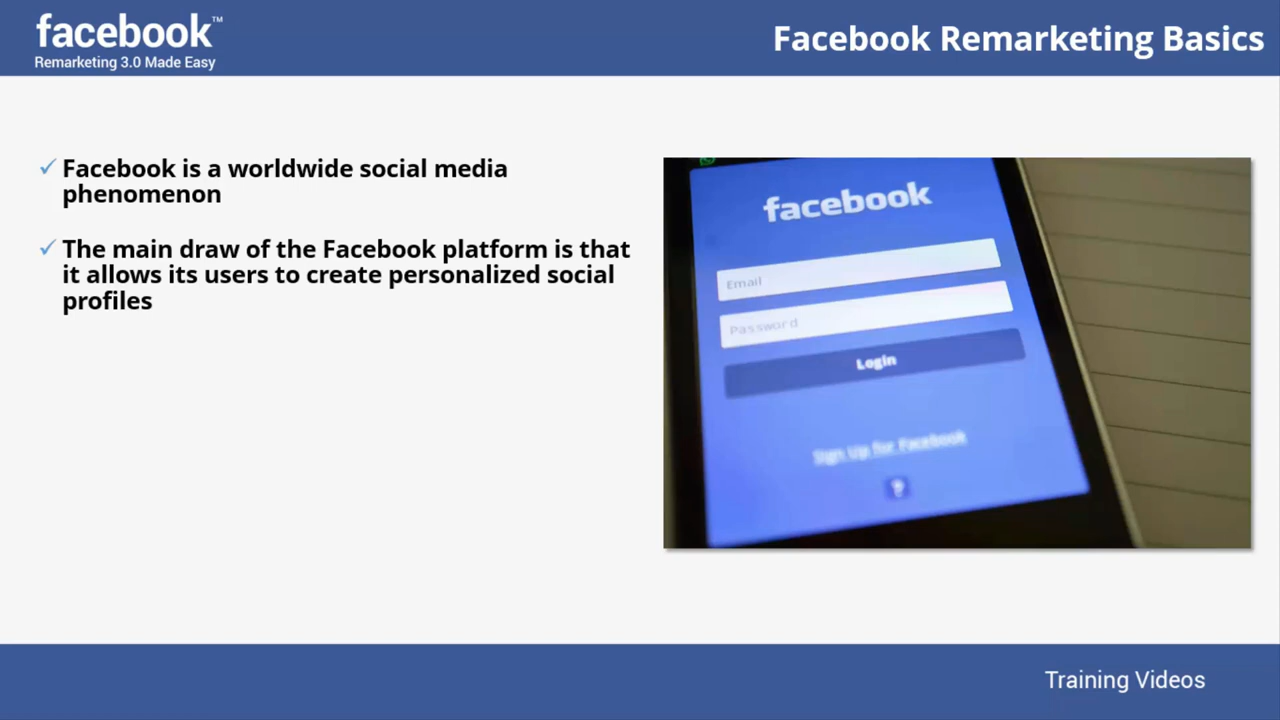 facebook™
Remarketing 3.0 Made Easy
Facebook Remarketing Basics
Facebook is a worldwide social media
phenomenon
The main draw of the Facebook platform is that
it allows its users to create personalized social
profiles
facebook
Email
Password
Login
Sign Up for Facebook
Training Videos